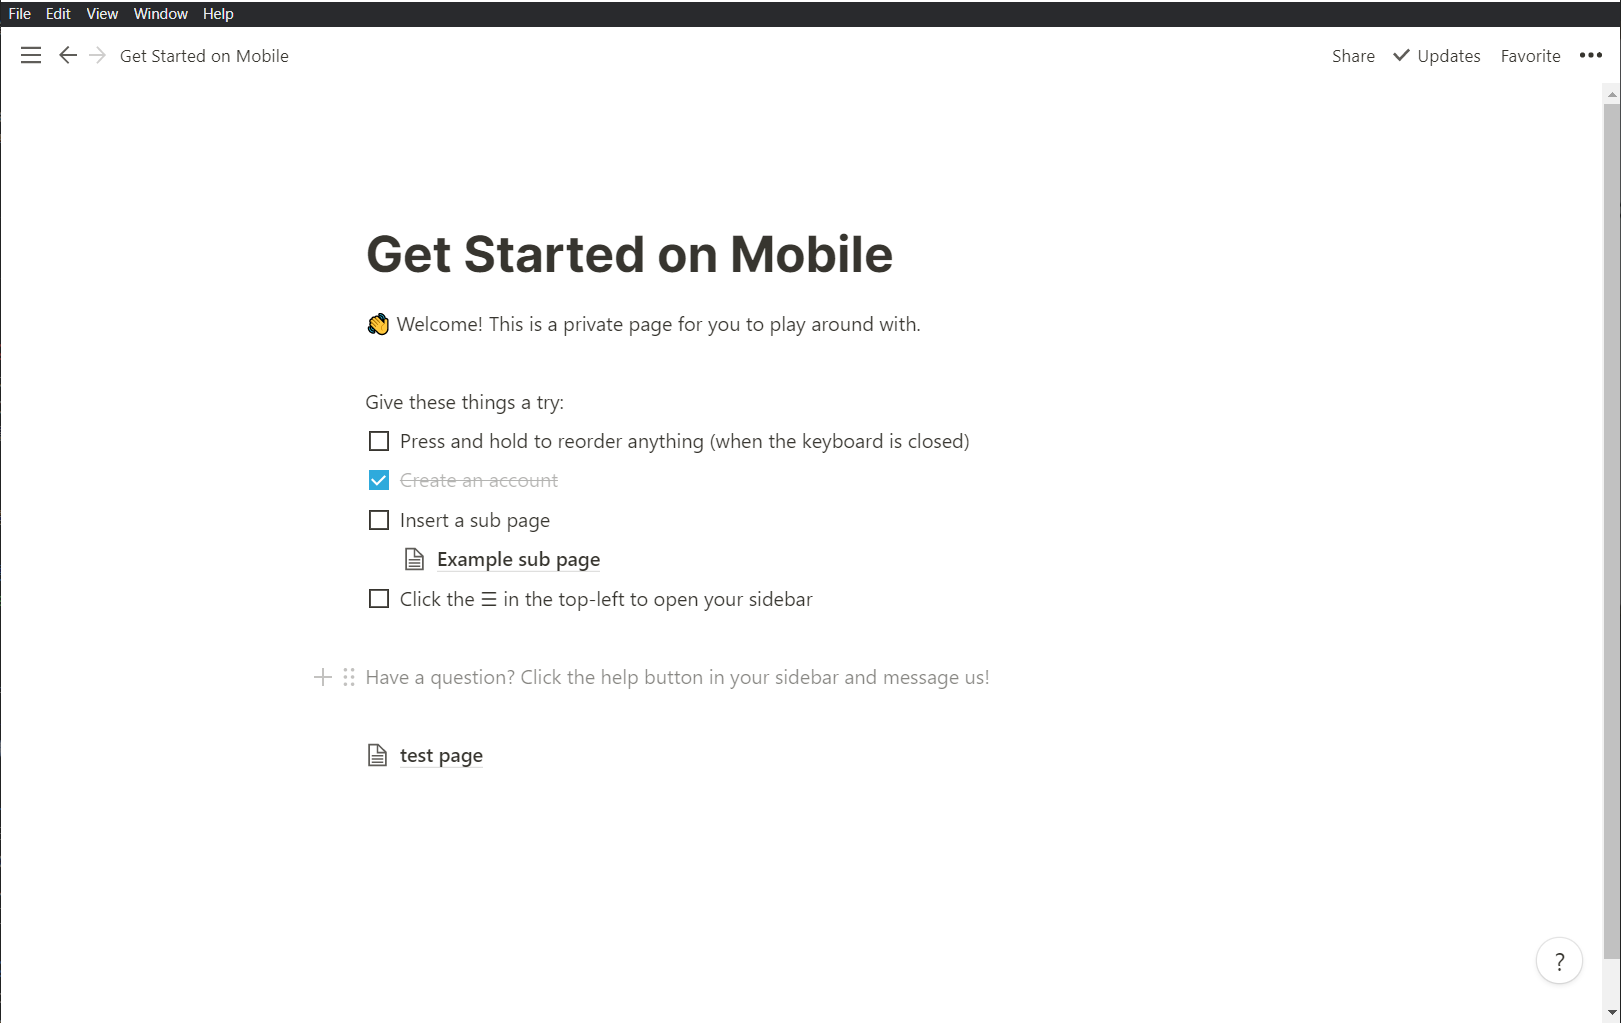 File Edit View Window Help
Get Started on Mobile
Share Updates Favorite
Get Started on Mobile
👋 Welcome! This is a private page for you to play around with.
Give these things a try:
Press and hold to reorder anything (when the keyboard is closed)
Create an account
Insert a sub page
Example sub page
Click the ☰ in the top-left to open your sidebar
Have a question? Click the help button in your sidebar and message us!
test page
?